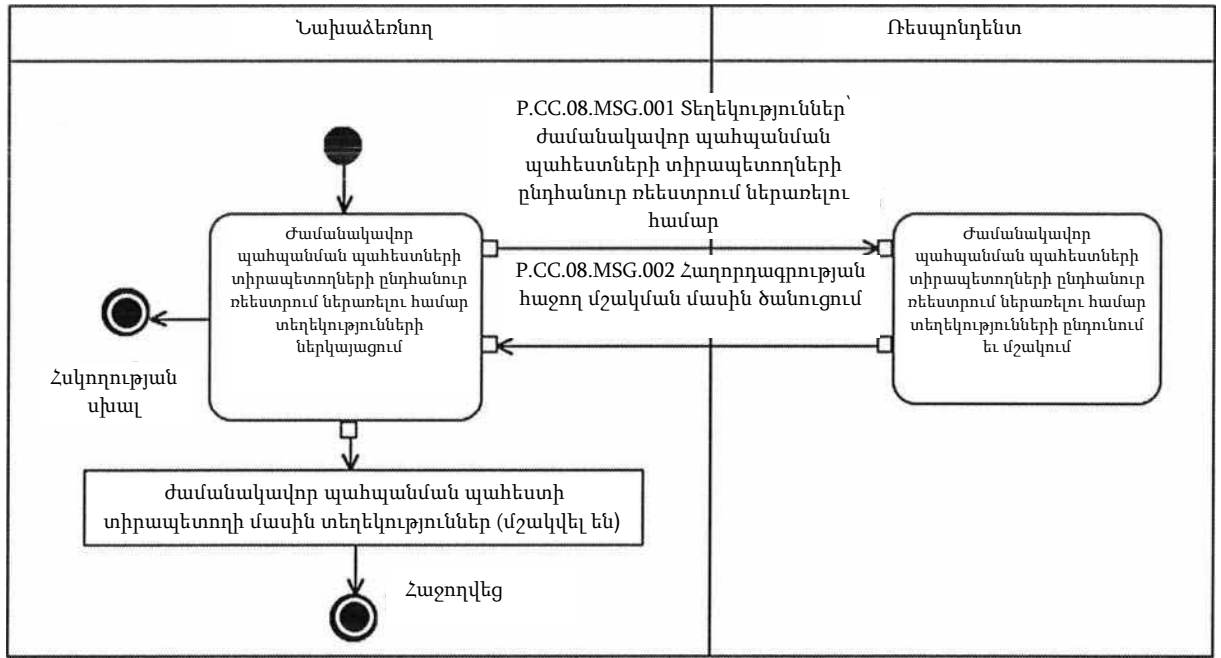 Նախաձեռնող
Ռեսպոնդենտ
P.CC.08.MSG.001 Տեղեկություններ՝
ժամանակավոր պահպանման
պահեստների տիրապետողների
ընդհանուր ռեեստրում ներառելու
համար
Ժամանակավոր
պահպանման պահեստների
տիրապետողների ընդհանուր
ռեեստրում ներառելու համար
տեղեկությունների
ներկայացում
P.CC.08.MSG.002 Հաղորդագրության
հաջող մշակման մասին ծանուցում
Ժամանակավոր
պահպանման պահեստների
տիրապետողների ընդհանուր
ռեեստրում ներառելու համար
տեղեկությունների ընդունում
եւ մշակում
Հսկողության
սխալ
ժամանակավոր պահպանման պահեստի
տիրապետողի մասին տեղեկություններ (մշակվել են)
Հաջողվեց